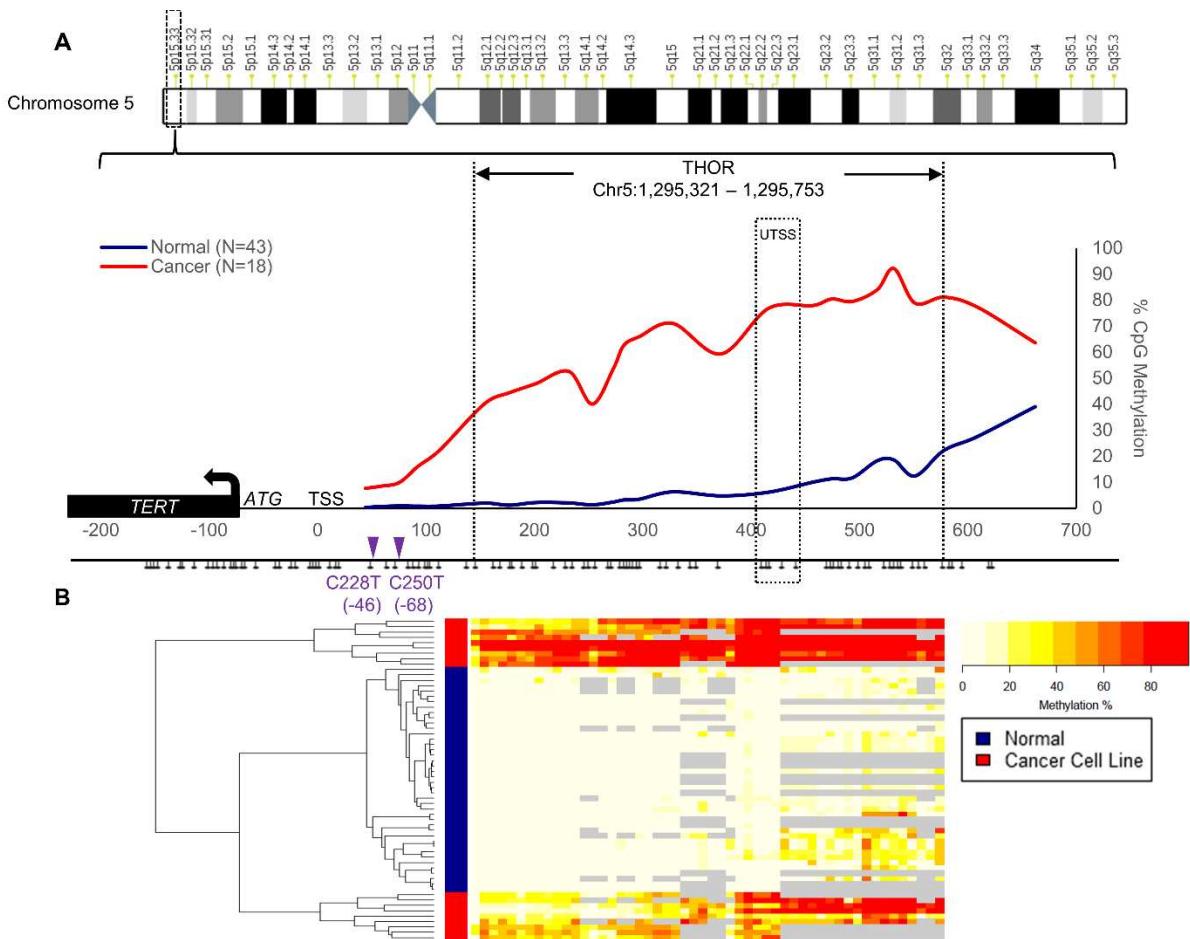 A
5p15.33 5p15.32 5p15.31 5p15.2 5p15.1 5p14.3 5p14.2 5p14.1 5p13.3 5p13.2 5p13.1 5p12 5p11 5q11.1 5q11.2 5q12.1 5q12.2 5q12.3 5q13.1 5q13.2 5q13.3 5q14.1 5q14.2 5q14.3 5q15 5q21.1 5q21.2 5q21.3 5q22.1 5q22.2 5q22.3 5q23.1 5q23.2 5q23.3 5q31.1 5q31.2 5q31.3 5q32 5q33.1 5q33.2 5q33.3 5q34 5q35.1 5q35.2 5q35.3
Chromosome 5
THOR
Chr5:1,295,321 – 1,295,753
UTSS
Normal (N=43)
Cancer (N=18)
100
90
80
70
60
50
40
30
20
10
0
% CpG Methylation
TERT ATG TSS
-200 -100 0 100 200 300 400 500 600 700
C228T C250T
(-46) (-68)
B
0 20 40 60 80
Methylation %
Normal
Cancer Cell Line